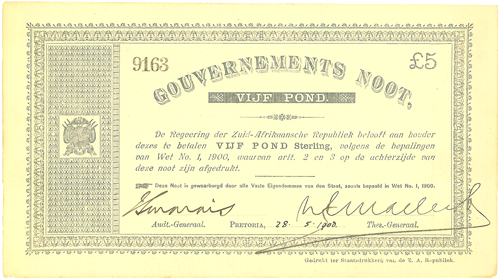 9163
£5
GOUVERNEMENTS NOOT,
VIJF POND.
De Regeering der Zuid-Afrikaansche Republiek belooft aan houder
dezes te betalen VIJF POND Sterling, volgens de bepalingen
van Wet No. 1, 1900, waarvan artt. 2 en 3 op de achterzijde van
deze noot zijn afgedrukt.
Deze Noot is gewaarborgd door alle Vaste Eigendommen van den Staat, zooals bepaald in Wet No. 1, 1900.
Audit.-Generaal. PRETORIA, 28-5-1900. Thes.-Generaal.
Gedrukt ter Staatsdrukkerij van de Z. A. Republiek.